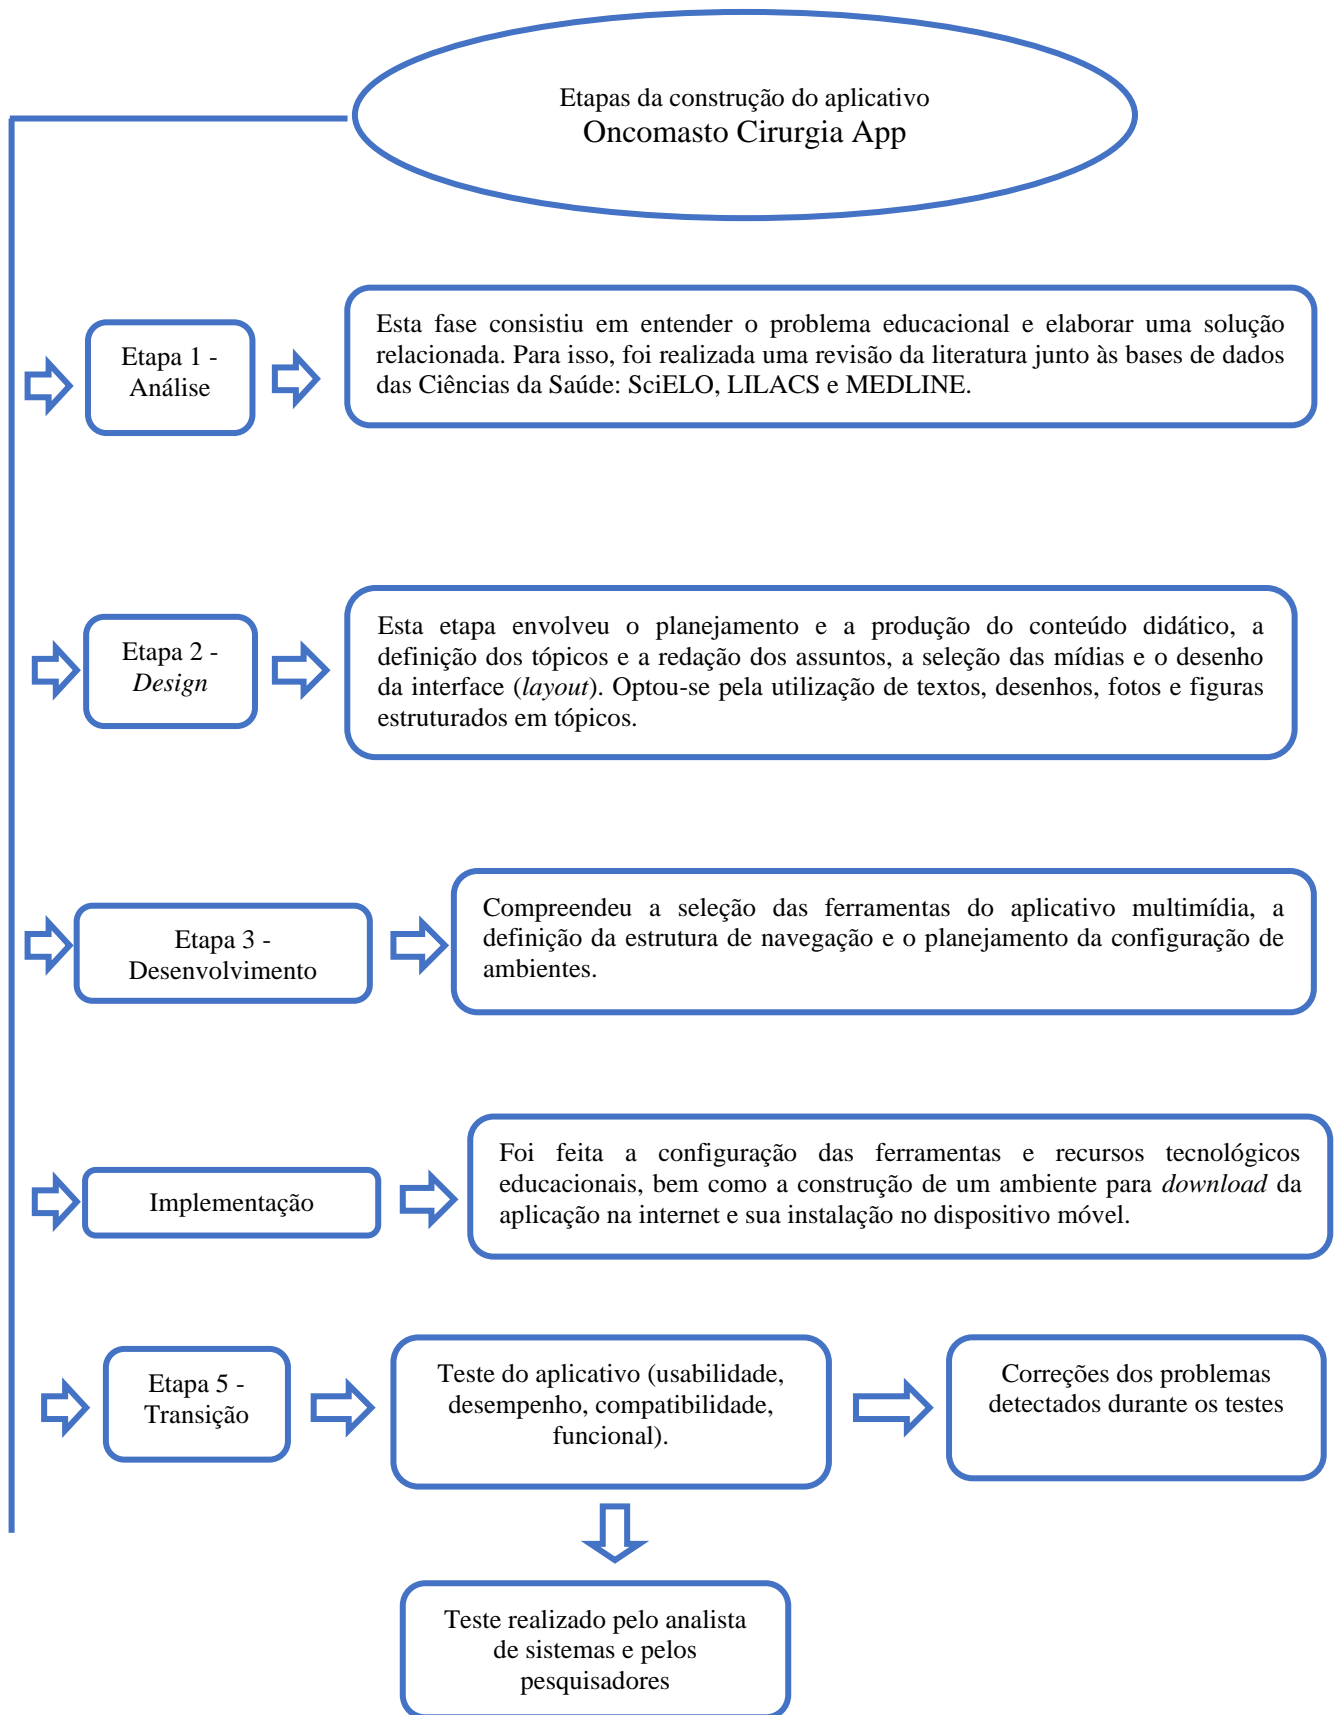 Etapas da construção do aplicativo
Oncomasto Cirurgia App
Etapa 1 -
Análise
Esta fase consistiu em entender o problema educacional e elaborar uma solução
relacionada. Para isso, foi realizada uma revisão da literatura junto às bases de dados
das Ciências da Saúde: SciELO, LILACS e MEDLINE.
Etapa 2 -
Design
Esta etapa envolveu o planejamento e a produção do conteúdo didático, a
definição dos tópicos e a redação dos assuntos, a seleção das mídias e o desenho
da interface (layout). Optou-se pela utilização de textos, desenhos, fotos e figuras
estruturados em tópicos.
Etapa 3 -
Desenvolvimento
Compreendeu a seleção das ferramentas do aplicativo multimídia, a
definição da estrutura de navegação e o planejamento da configuração de
ambientes.
Implementação
Foi feita a configuração das ferramentas e recursos tecnológicos
educacionais, bem como a construção de um ambiente para download da
aplicação na internet e sua instalação no dispositivo móvel.
Etapa 5 -
Transição
Teste do aplicativo (usabilidade,
desempenho, compatibilidade,
funcional).
Correções dos problemas
detectados durante os testes
Teste realizado pelo analista
de sistemas e pelos
pesquisadores